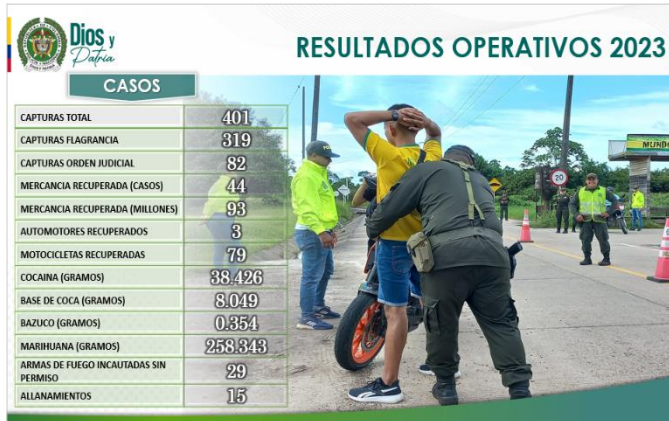 Dios y
Patria
RESULTADOS OPERATIVOS 2023
CASOS
CAPTURAS TOTAL 401
CAPTURAS FLAGRANCIA 319
CAPTURAS ORDEN JUDICIAL 82
MERCANCIA RECUPERADA (CASOS) 44
MERCANCIA RECUPERADA (MILLONES) 93
AUTOMOTORES RECUPERADOS 3
MOTOCICLETAS RECUPERADAS 79
COCAINA (GRAMOS) 38.426
BASE DE COCA (GRAMOS) 8.049
BAZUCO (GRAMOS) 0.354
MARIHUANA (GRAMOS) 258.343
ARMAS DE FUEGO INCAUTADAS SIN
PERMISO 29
ALLANAMIENTOS 15
MUNDO
20